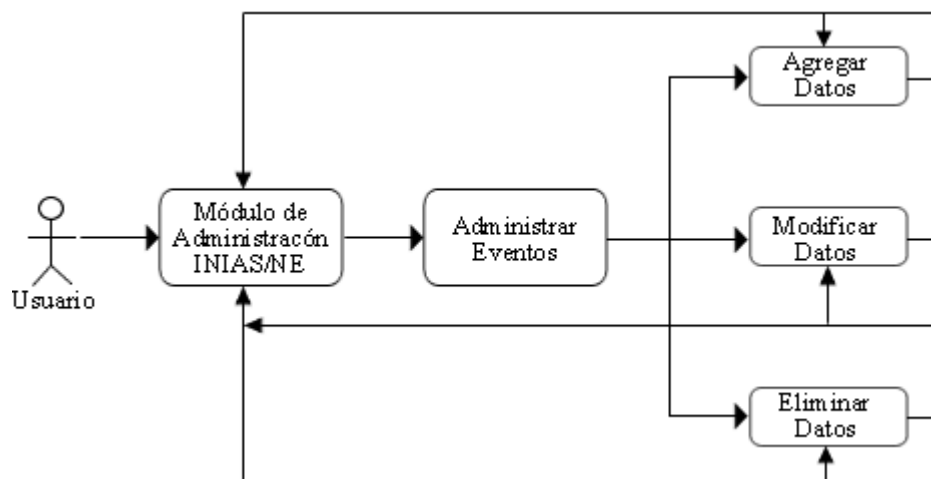 Agregar
Datos
Módulo de
Administracón
INIAS/NE
Administrar
Eventos
Modificar
Datos
Usuario
Eliminar
Datos